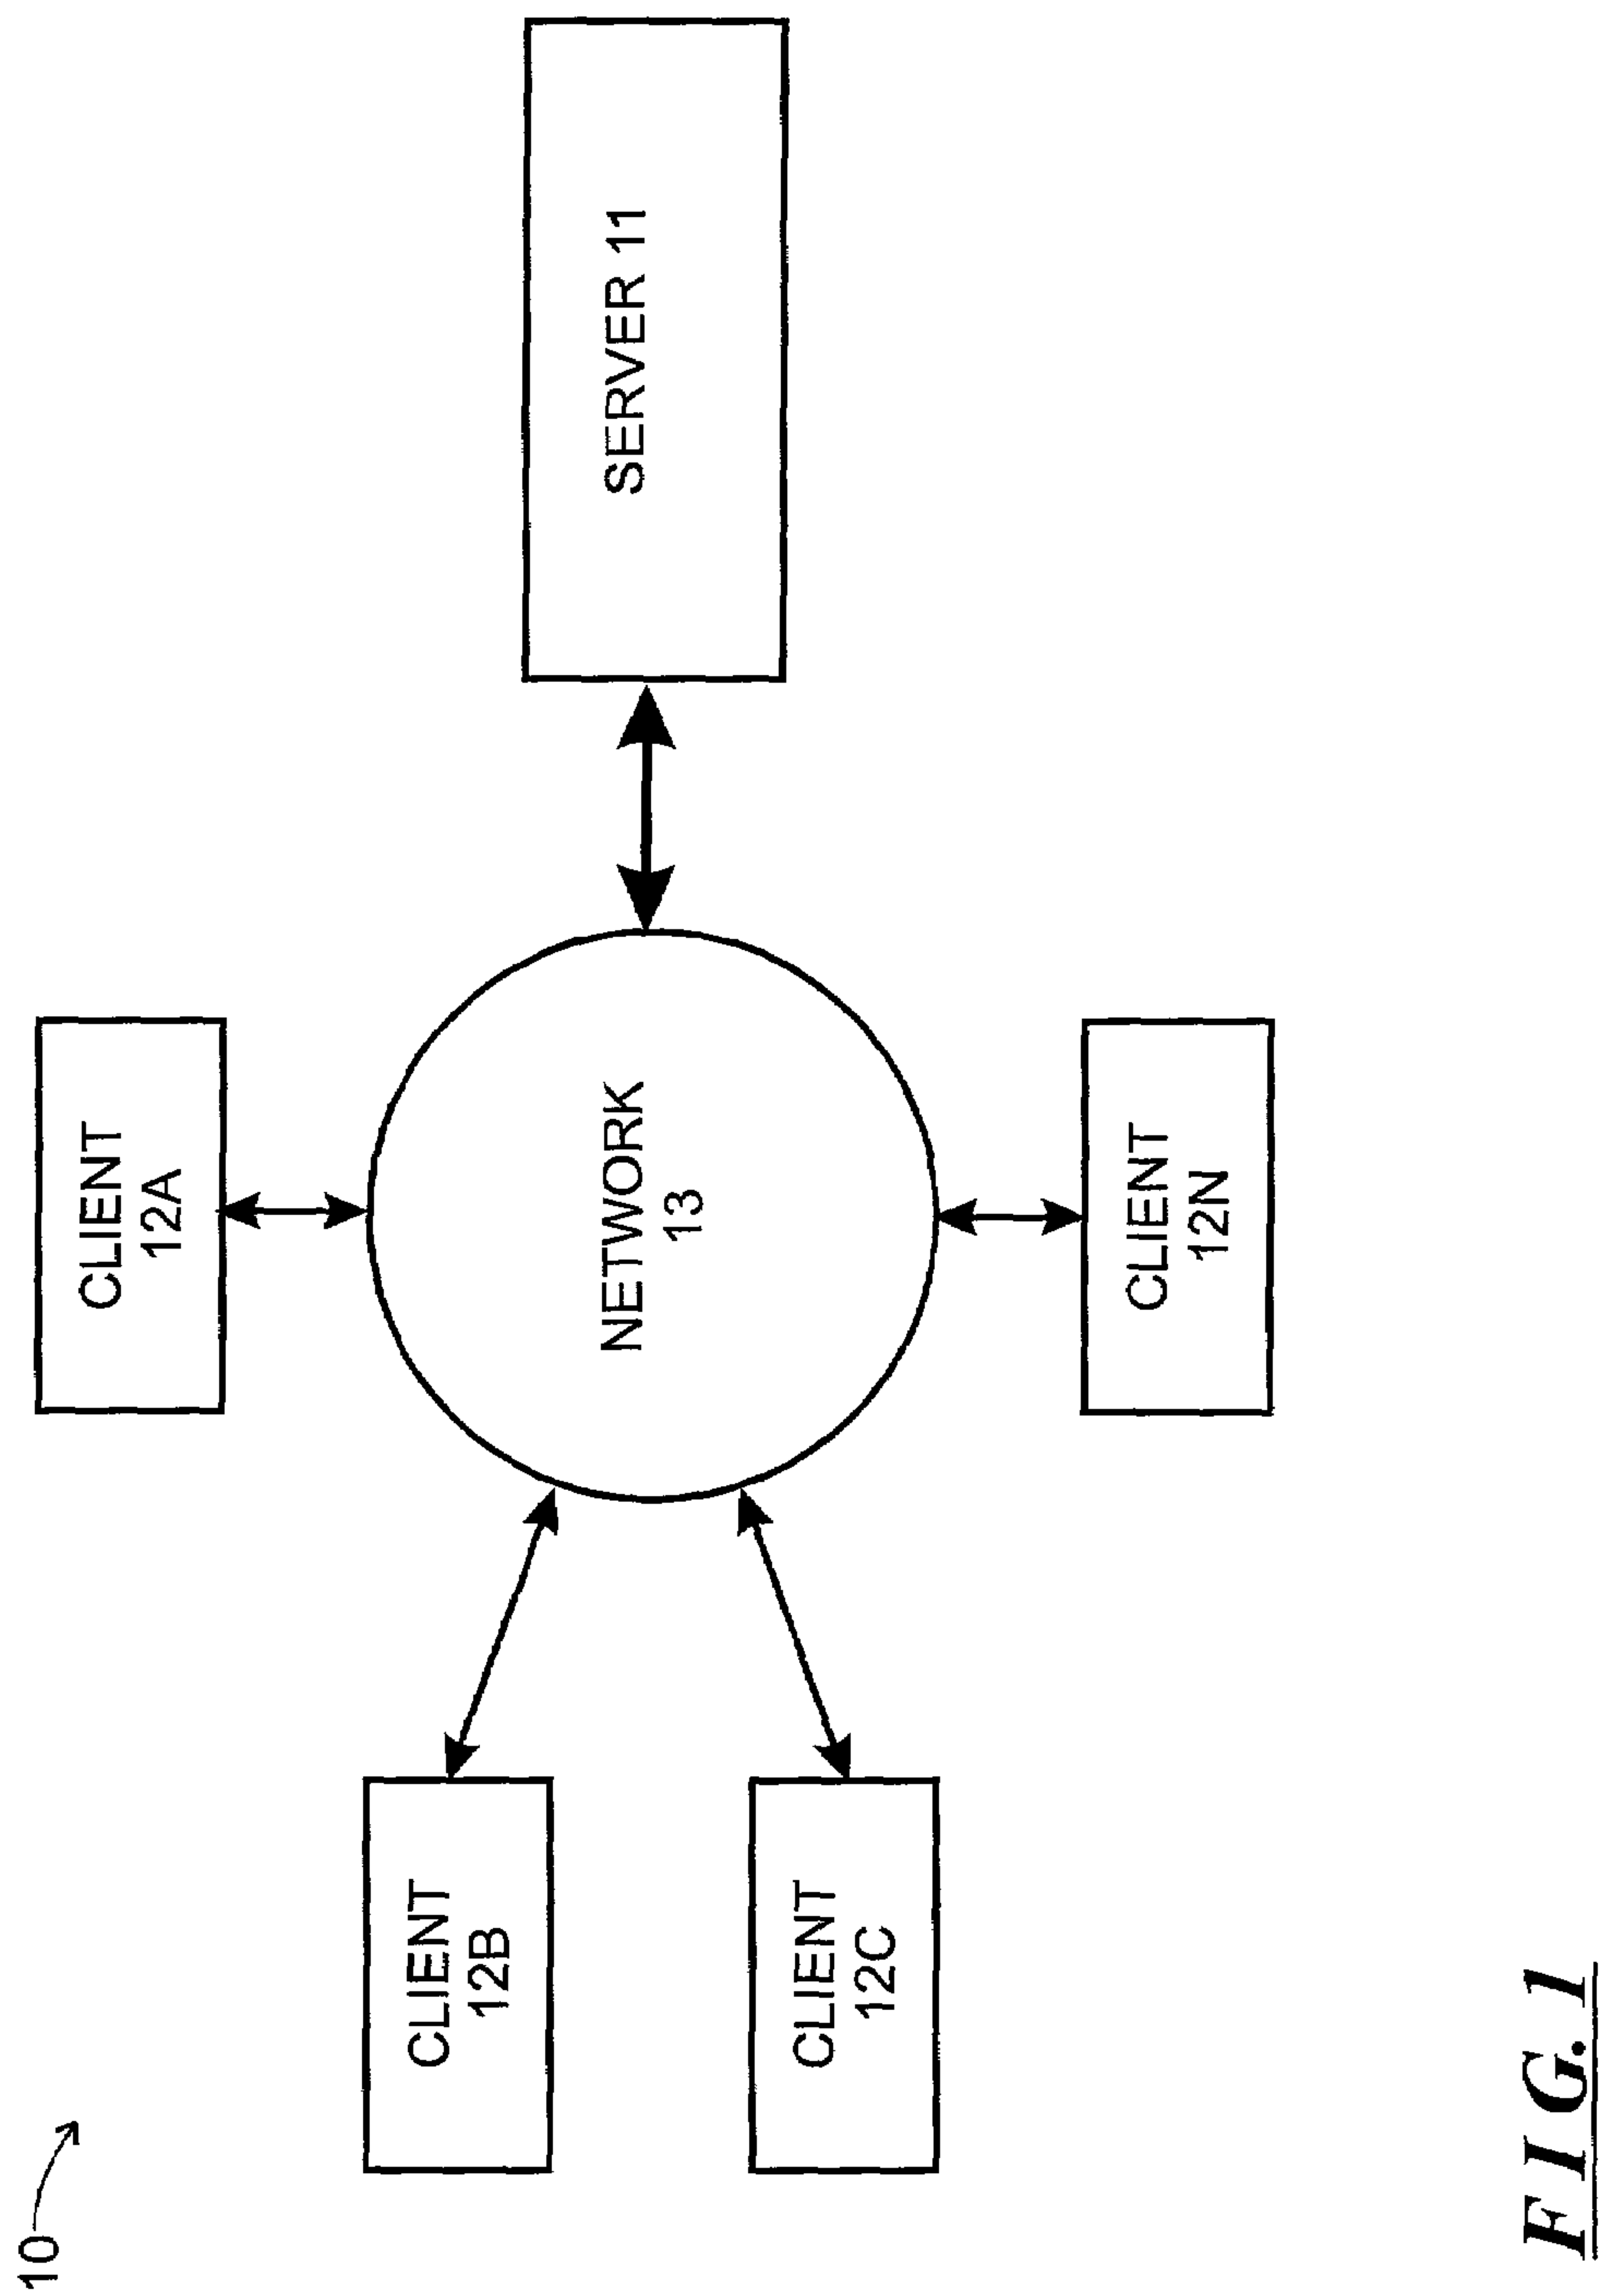 10
CLIENT
12A
CLIENT
12B
NETWORK
13
SERVER 11
CLIENT
12C
CLIENT
12N
FIG. 1